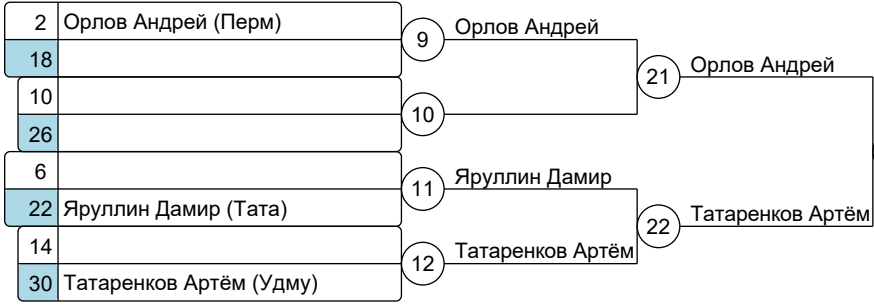 2 Орлов Андрей (Перм)
9 Орлов Андрей
18
21 Орлов Андрей
10
10
26
6
11 Яруллин Дамир
22 Яруллин Дамир (Тата)
22 Татаренков Артём
14
12 Татаренков Артём
30 Татаренков Артём (Удму)